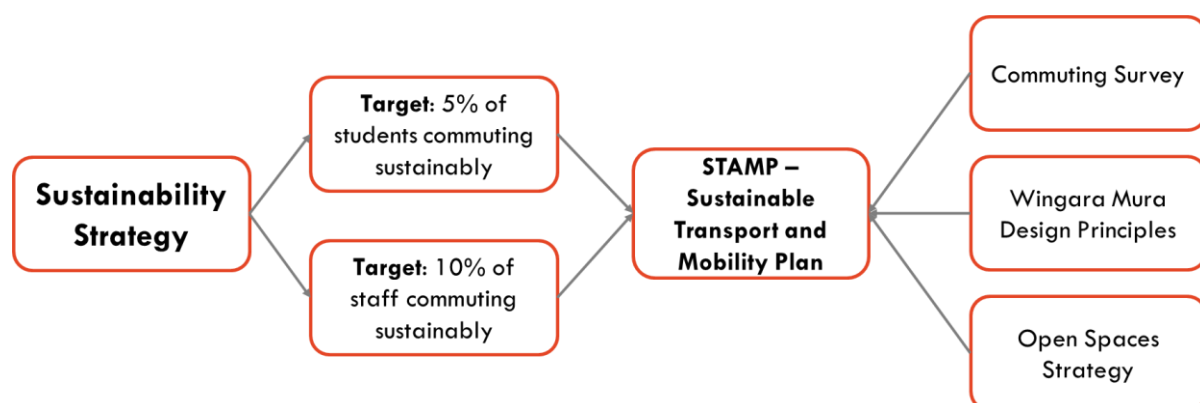 Sustainability
Strategy
Target: 5% of
students commuting
sustainably
Target: 10% of
staff commuting
sustainably
STAMP –
Sustainable
Transport and
Mobility Plan
Commuting Survey
Wingara Mura
Design Principles
Open Spaces
Strategy